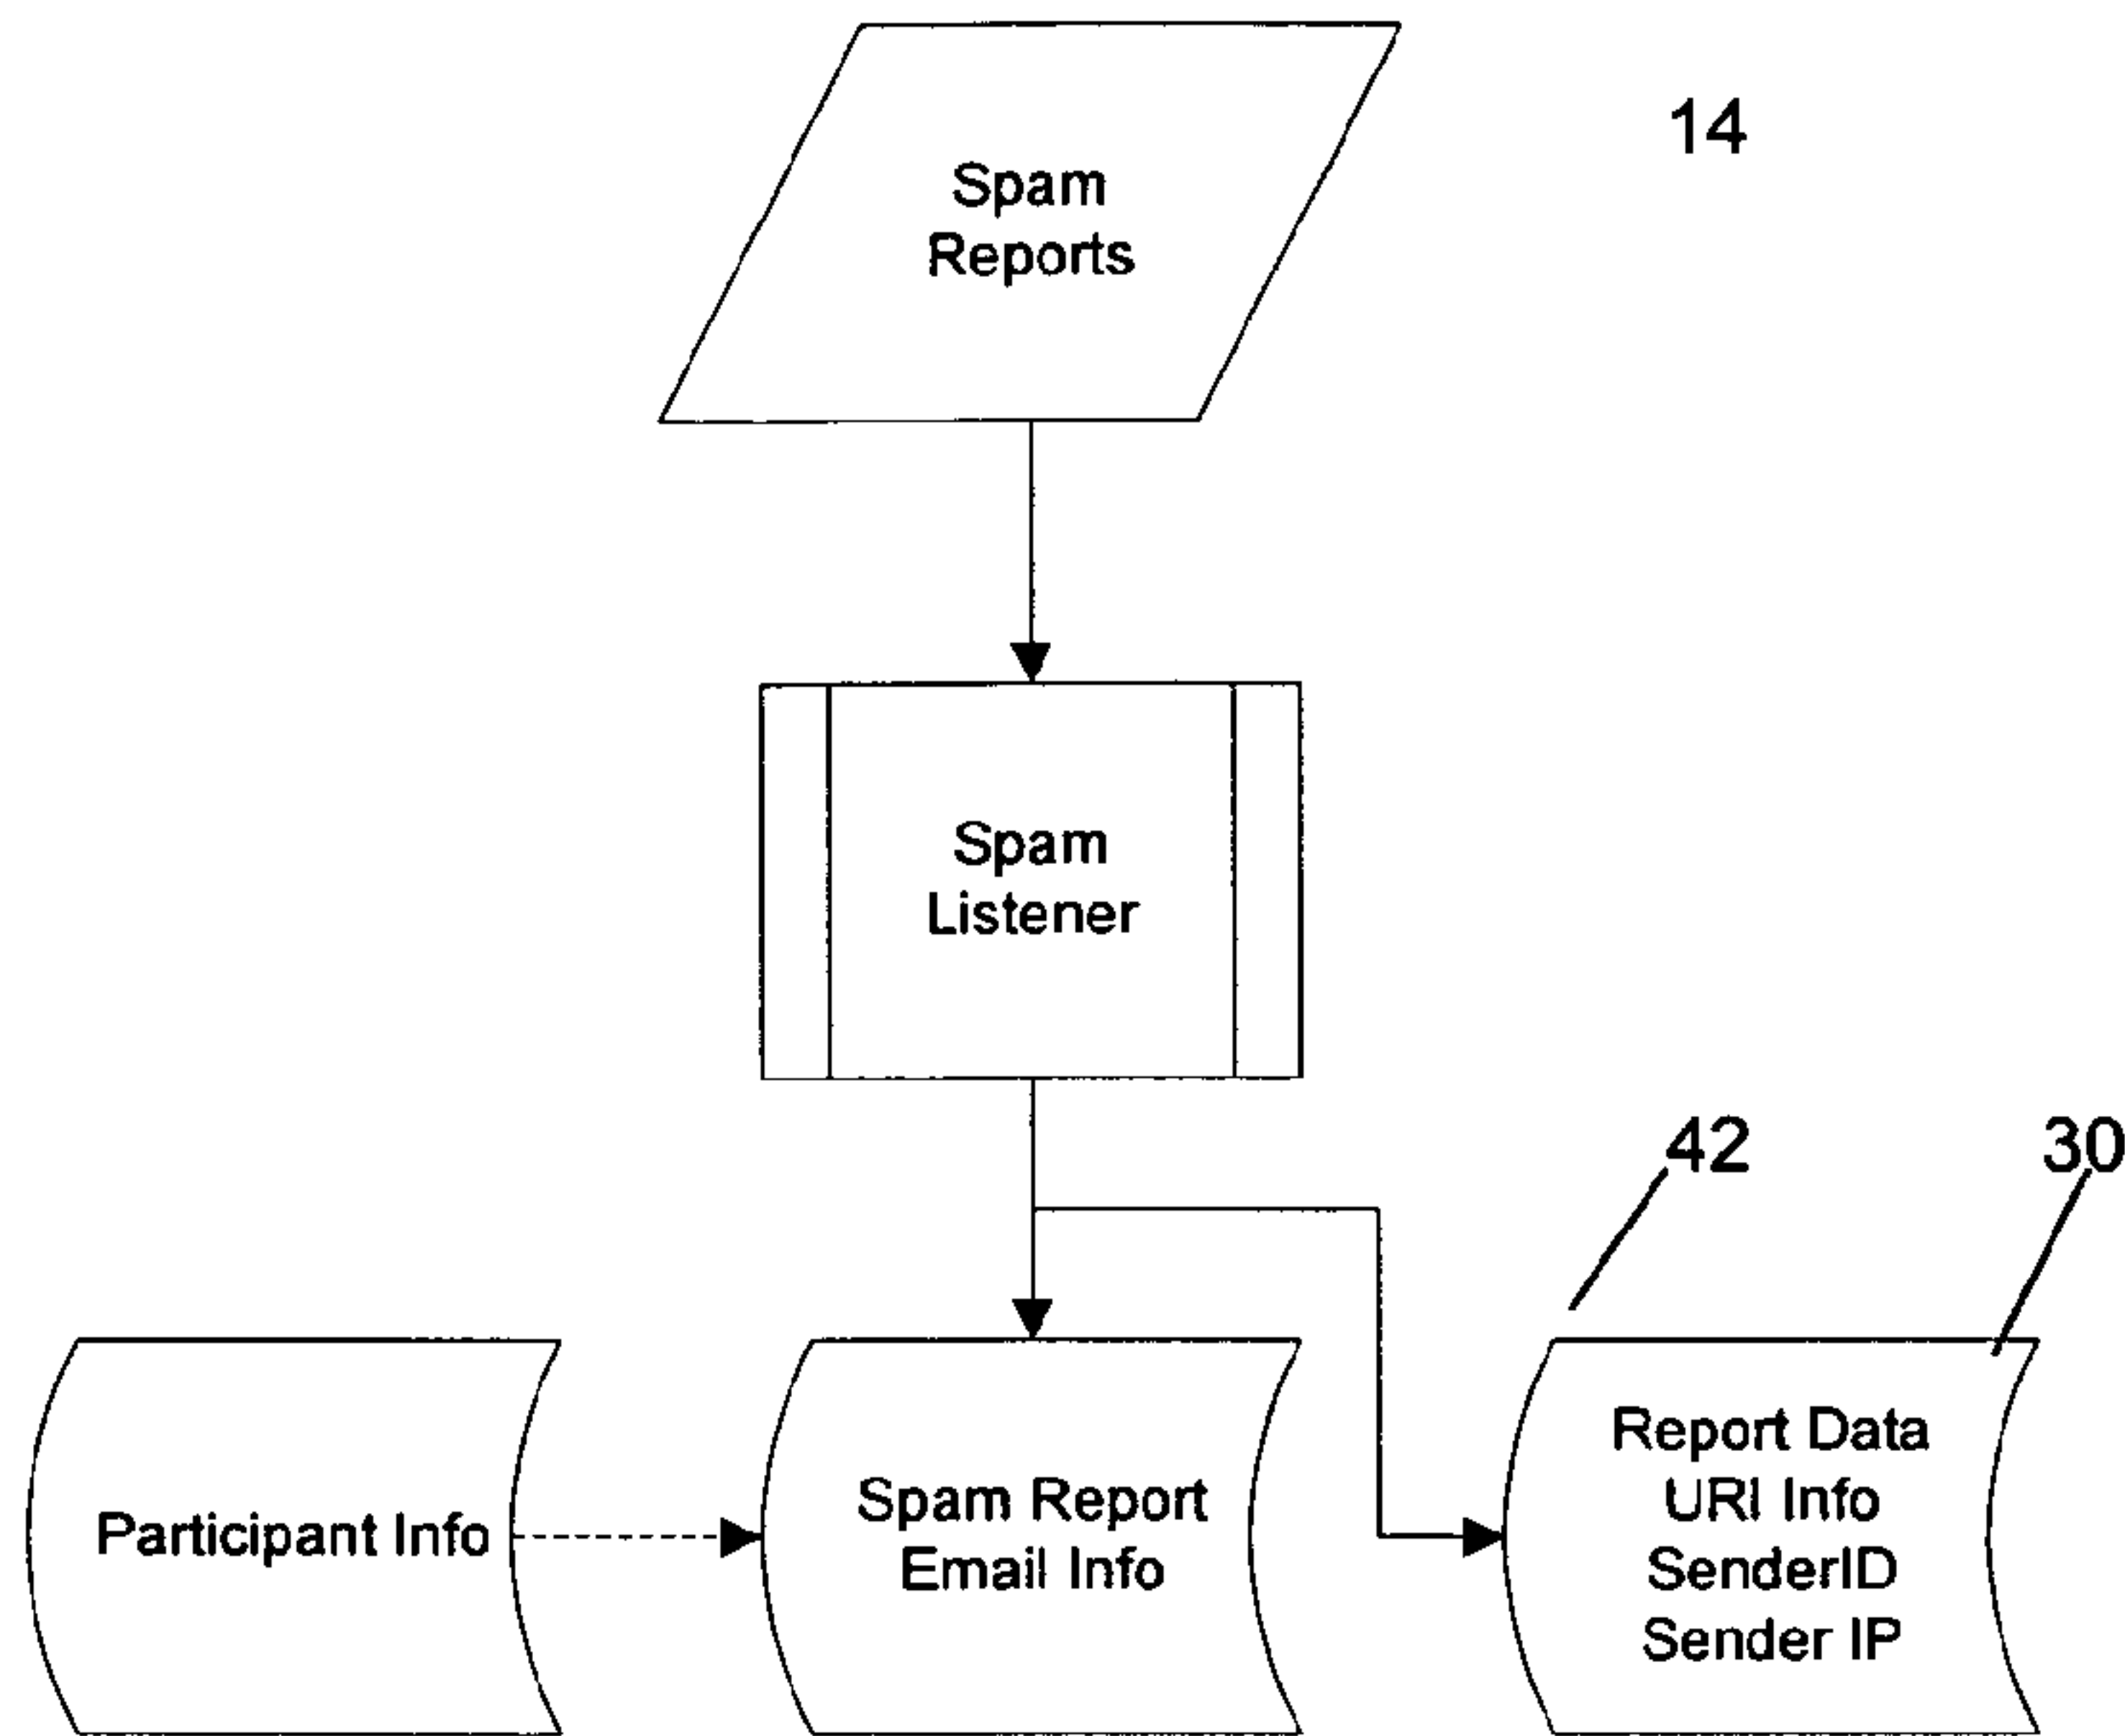 Spam
Reports
14
Spam
Listener
42
30
Participant Info
Spam Report
Email Info
Report Data
URI Info
SenderID
Sender IP